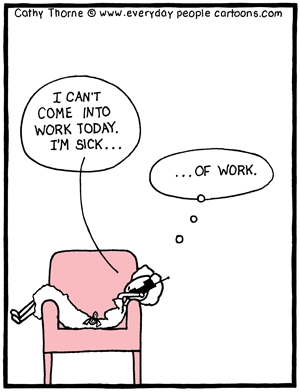 Cathy Thorne © www.everyday people cartoons.com
I CAN'T
COME INTO
WORK TODAY.
I'M SICK...
...OF WORK.